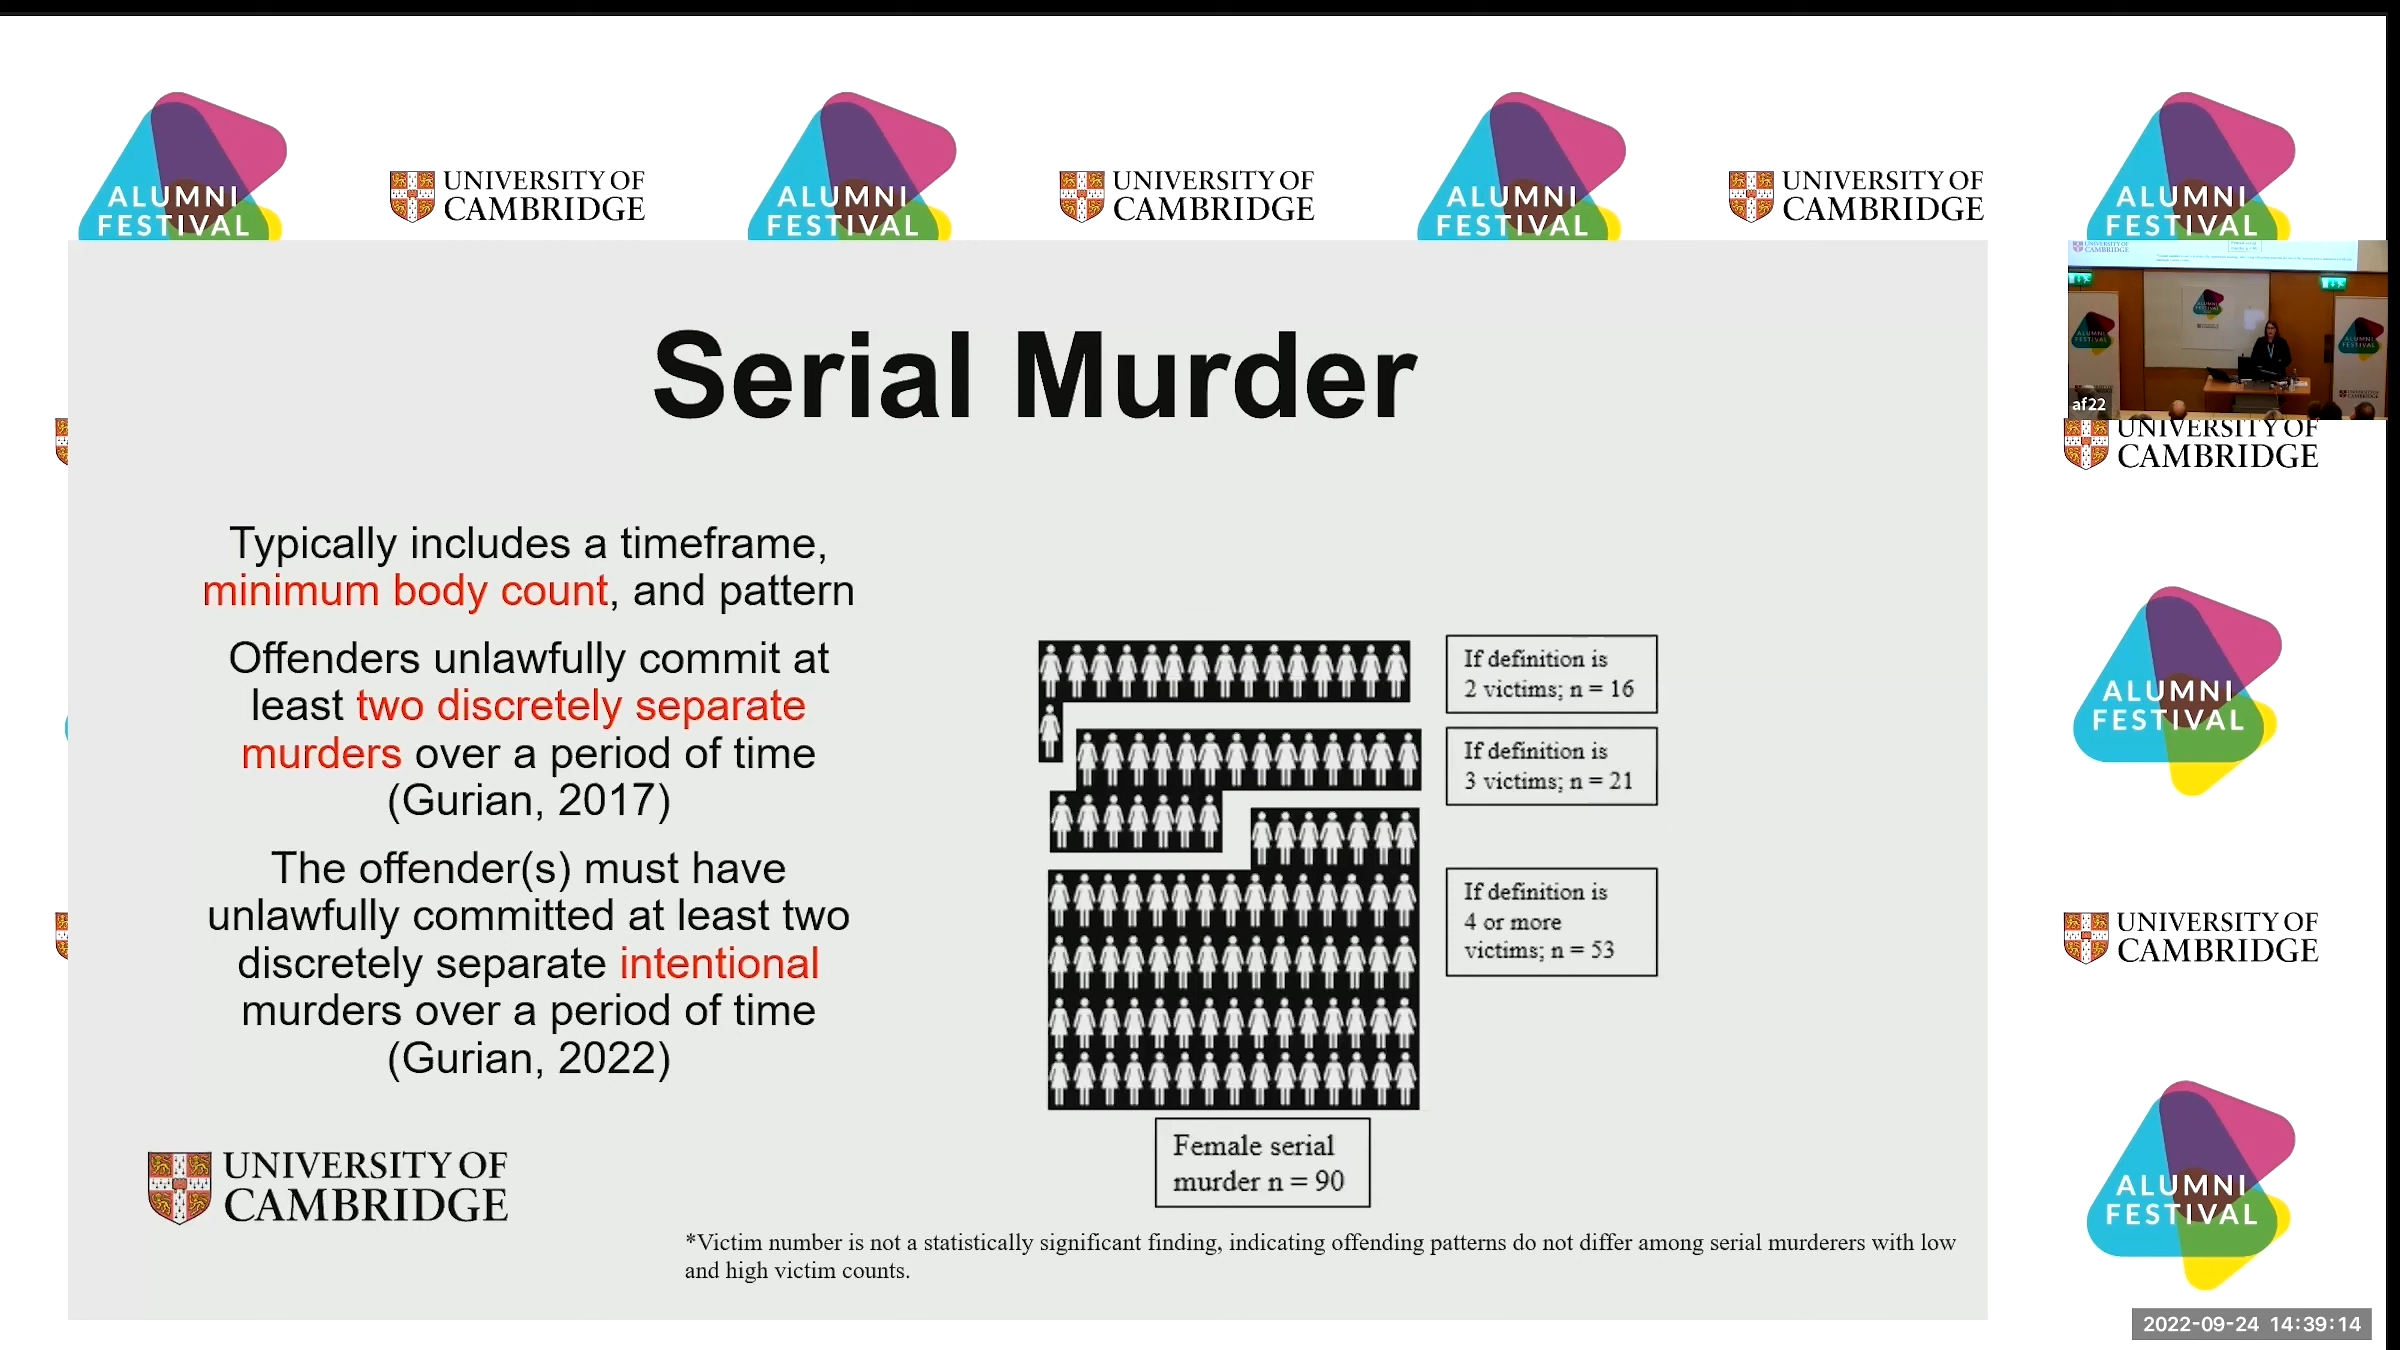 ALUMNI
FESTIVAL
UNIVERSITY OF
CAMBRIDGE
ALUMNI
FESTIVAL
UNIVERSITY OF
CAMBRIDGE
ALUMNI
FESTIVAL
UNIVERSITY OF
CAMBRIDGE
ALUMNI
FESTIVAL
Serial Murder
Typically includes a timeframe,
minimum body count, and pattern
Offenders unlawfully commit at
least two discretely separate
murders over a period of time
(Gurian, 2017)
The offender(s) must have
unlawfully committed at least two
discretely separate intentional
murders over a period of time
(Gurian, 2022)
If definition is
2 victims; n = 16
If definition is
3 victims; n = 21
If definition is
4 or more
victims; n = 53
Female serial
murder n = 90
UNIVERSITY OF
CAMBRIDGE
*Victim number is not a statistically significant finding, indicating offending patterns do not differ among serial murderers with low
and high victim counts.
af22
UNIVERSITY OF
CAMBRIDGE
ALUMNI
FESTIVAL
UNIVERSITY OF
CAMBRIDGE
ALUMNI
FESTIVAL
2022-09-24 14:39:14